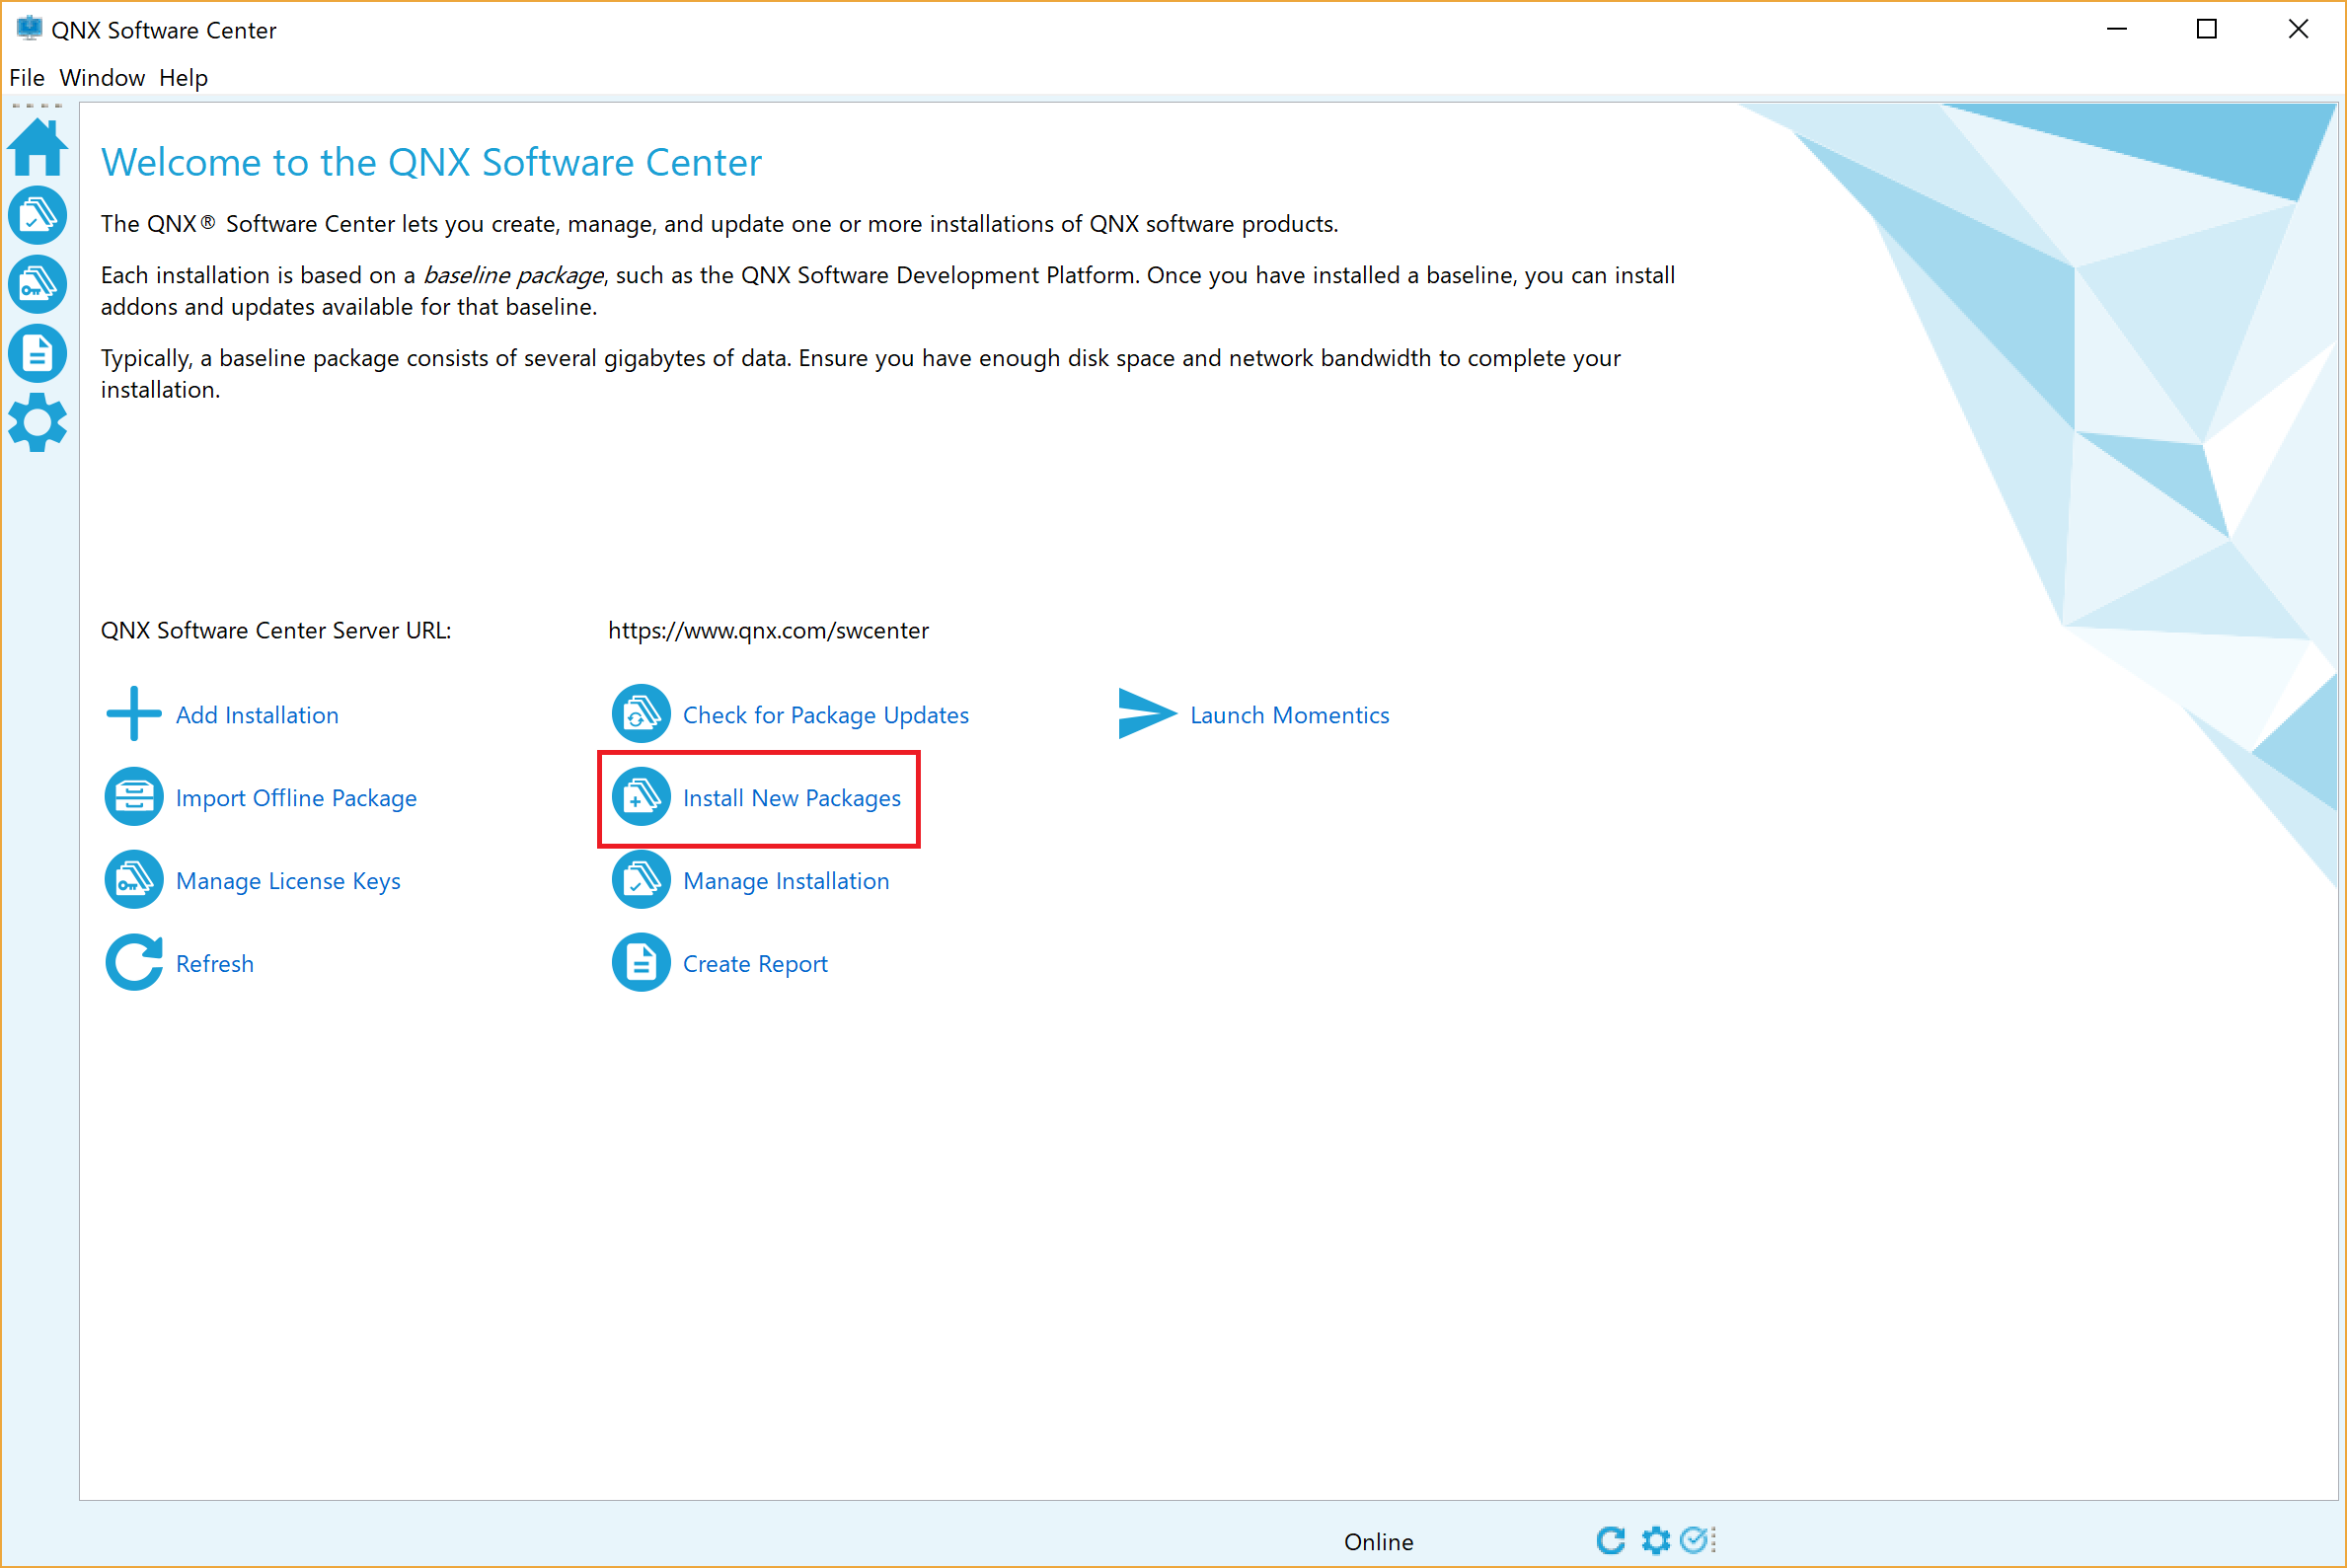 QNX Software Center
File Window Help
Welcome to the QNX Software Center
The QNX® Software Center lets you create, manage, and update one or more installations of QNX software products.
Each installation is based on a baseline package, such as the QNX Software Development Platform. Once you have installed a baseline, you can install
addons and updates available for that baseline.
Typically, a baseline package consists of several gigabytes of data. Ensure you have enough disk space and network bandwidth to complete your
installation.
QNX Software Center Server URL: https://www.qnx.com/swcenter
Add Installation Check for Package Updates Launch Momentics
Import Offline Package Install New Packages
Manage License Keys Manage Installation
Refresh Create Report
Online